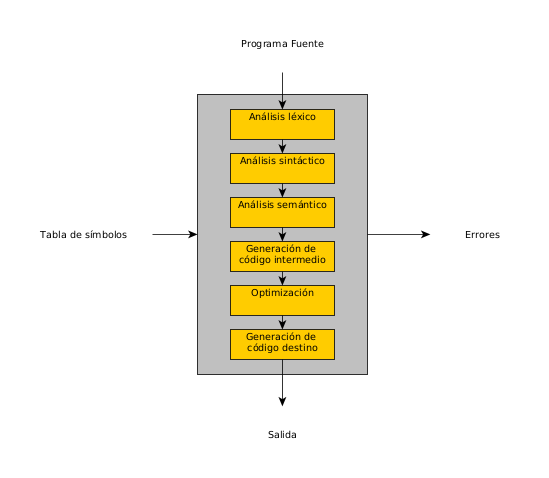 Programa Fuente
Análisis léxico
Análisis sintáctico
Análisis semántico
Tabla de símbolos
Errores
Generación de
código intermedio
Optimización
Generación de
código destino
Salida